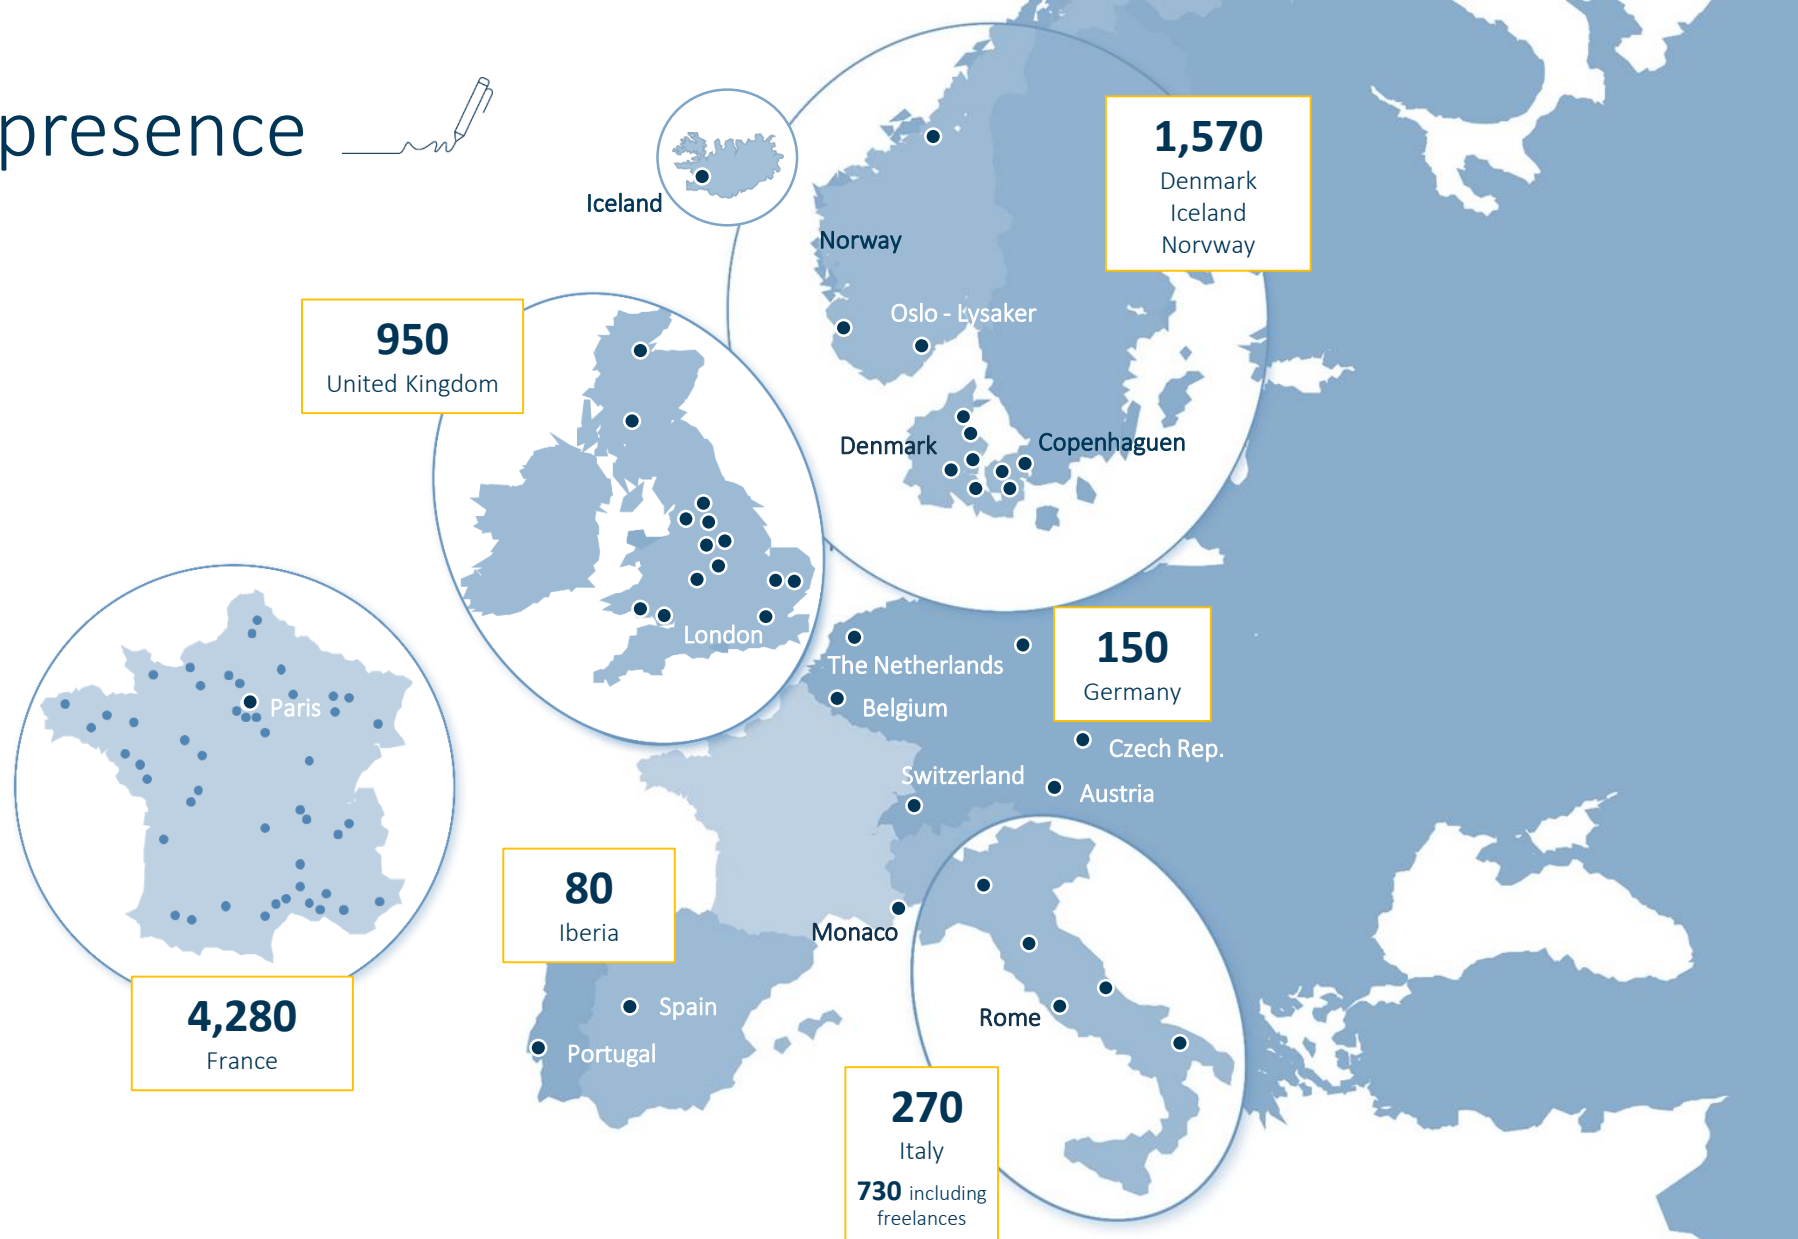 presence
Iceland
1,570
Denmark
Iceland
Norvway
Norway
Oslo - Lysaker
950
United Kingdom
Denmark
Copenhaguen
London
150
Germany
The Netherlands
Belgium
Paris
Czech Rep.
Switzerland
Austria
80
Iberia
Monaco
Spain
Portugal
Rome
4,280
France
270
Italy
730 including
freelances